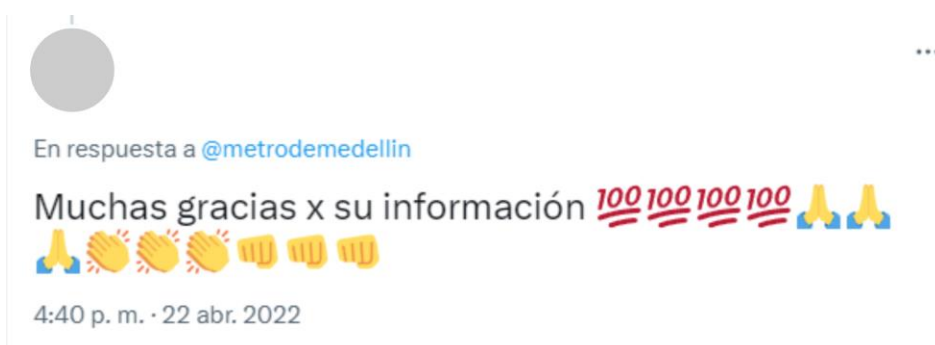 En respuesta a @metrodemedellin
Muchas gracias x su información 💯💯💯💯🙏🙏
🙏👏👏👏👊👊👊
4:40 p. m. · 22 abr. 2022